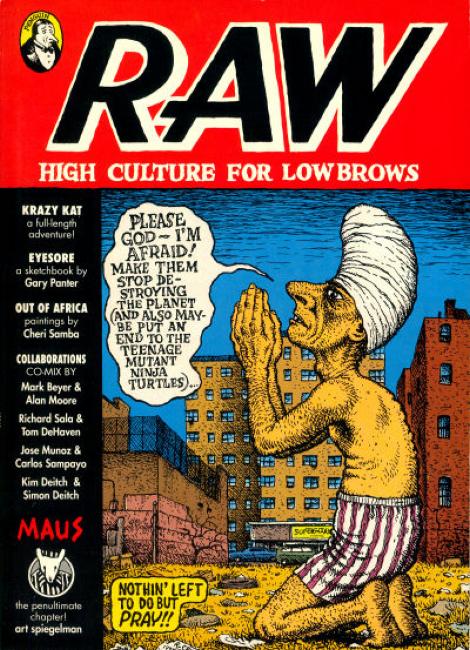 PENGUIN
RAW
HIGH CULTURE FOR LOWBROWS
KRAZY KAT
a full-length
adventure!
EYESORE
a sketchbook by
Gary Panter
OUT OF AFRICA
paintings by
Cheri Samba
COLLABORATIONS
CO-MIX BY
Mark Beyer &
Alan Moore
Richard Sala &
Tom DeHaven
Jose Munoz &
Carlos Sampayo
Kim Deitch &
Simon Deitch
MAUS
the penultimate
chapter!
art spiegelman
PLEASE
GOD~ I'M
AFRAID!
MAKE THEM
STOP DE-
STROYING
THE PLANET
(AND ALSO MAY-
BE PUT AN
END TO THE
TEENAGE
MUTANT
NINJA
TURTLES)...
SUPERMAR
NOTHIN' LEFT
TO DO BUT
PRAY!!